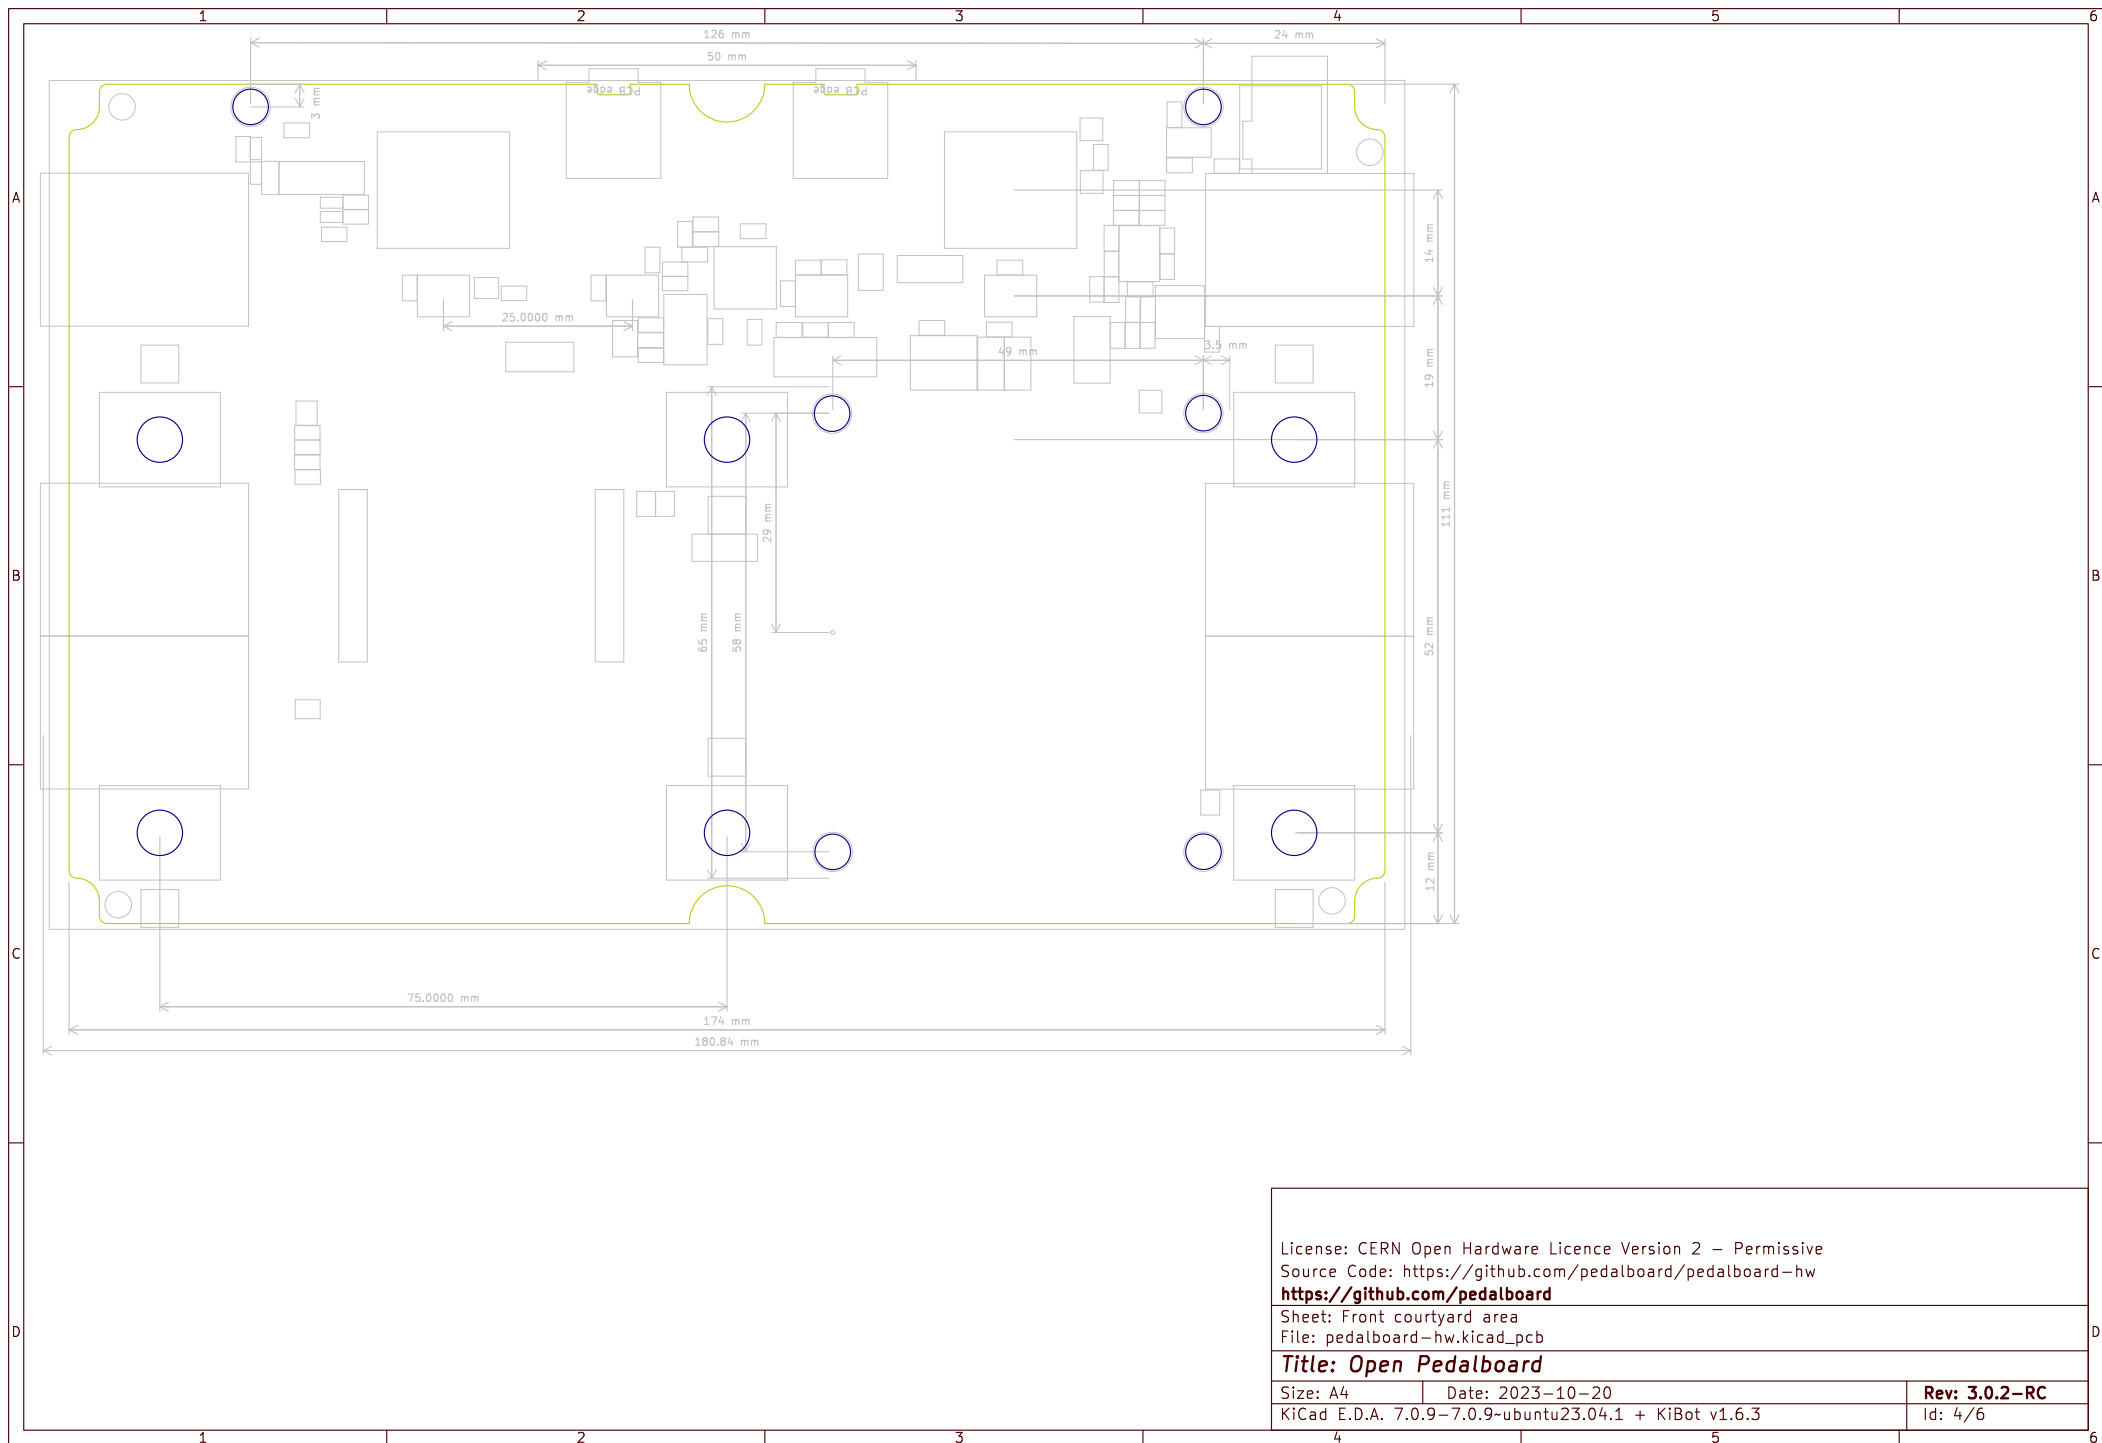 1 2 3 4 5 6
126 mm
24 mm
50 mm
PCB edge
PCB edge
3 mm
A
A
14 mm
25.0000 mm
3.5 mm
49 mm
19 mm
111 mm
29 mm
B
B
65 mm
58 mm
52 mm
12 mm
C
C
75.0000 mm
174 mm
180.84 mm
License: CERN Open Hardware Licence Version 2 – Permissive
Source Code: https://github.com/pedalboard/pedalboard-hw
https://github.com/pedalboard
Sheet: Front courtyard area
D
D
File: pedalboard-hw.kicad_pcb
Title: Open Pedalboard
Size: A4
Date: 2023-10-20
Rev: 3.0.2-RC
KiCad E.D.A. 7.0.9-7.0.9~ubuntu23.04.1 + KiBot v1.6.3
Id: 4/6
1 2 3 4 5 6